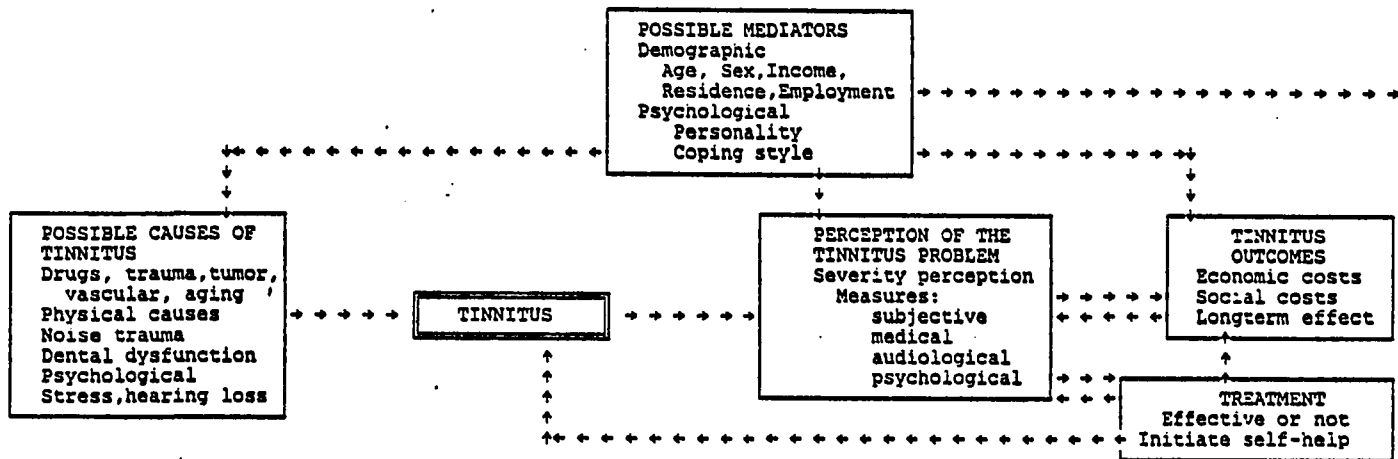 POSSIBLE MEDIATORS
Demographic
Age, Sex,Income,
Residence,Employment
Psychological
Personality
Coping style
POSSIBLE CAUSES OF
TINNITUS
Drugs, trauma,tumor,
vascular, aging
Physical causes
Noise trauma
Dental dysfunction
Psychological
Stress,hearing loss
TINNITUS
PERCEPTION OF THE
TINNITUS PROBLEM
Severity perception
Measures:
subjective
medical
audiological
psychological
TINNITUS
OUTCOMES
Economic costs
Social costs
Longterm effect
TREATMENT
Effective or not
Initiate self-help